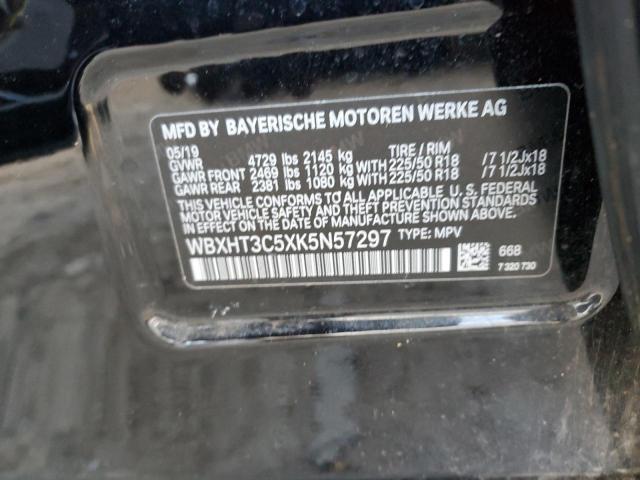 MFD BY BAYERISCHE MOTOREN WERKE AG
05/19 TIRE / RIM
GVWR 4729 lbs 2145 kg
GAWR FRONT 2469 lbs 1120 kg WITH 225/50 R18 /7 1/2Jx18
GAWR REAR 2381 lbs 1080 kg WITH 225/50 R18 /7 1/2Jx18
THIS VEHICLE CONFORMS TO ALL APPLICABLE U. S. FEDERAL
MOTOR VEHICLE SAFETY, BUMPER, AND THEFT PREVENTION STANDARDS
IN EFFECT ON THE DATE OF MANUFACTURE SHOWN ABOVE.
WBXHT3C5XK5N57297 TYPE: MPV
668
7 320 730